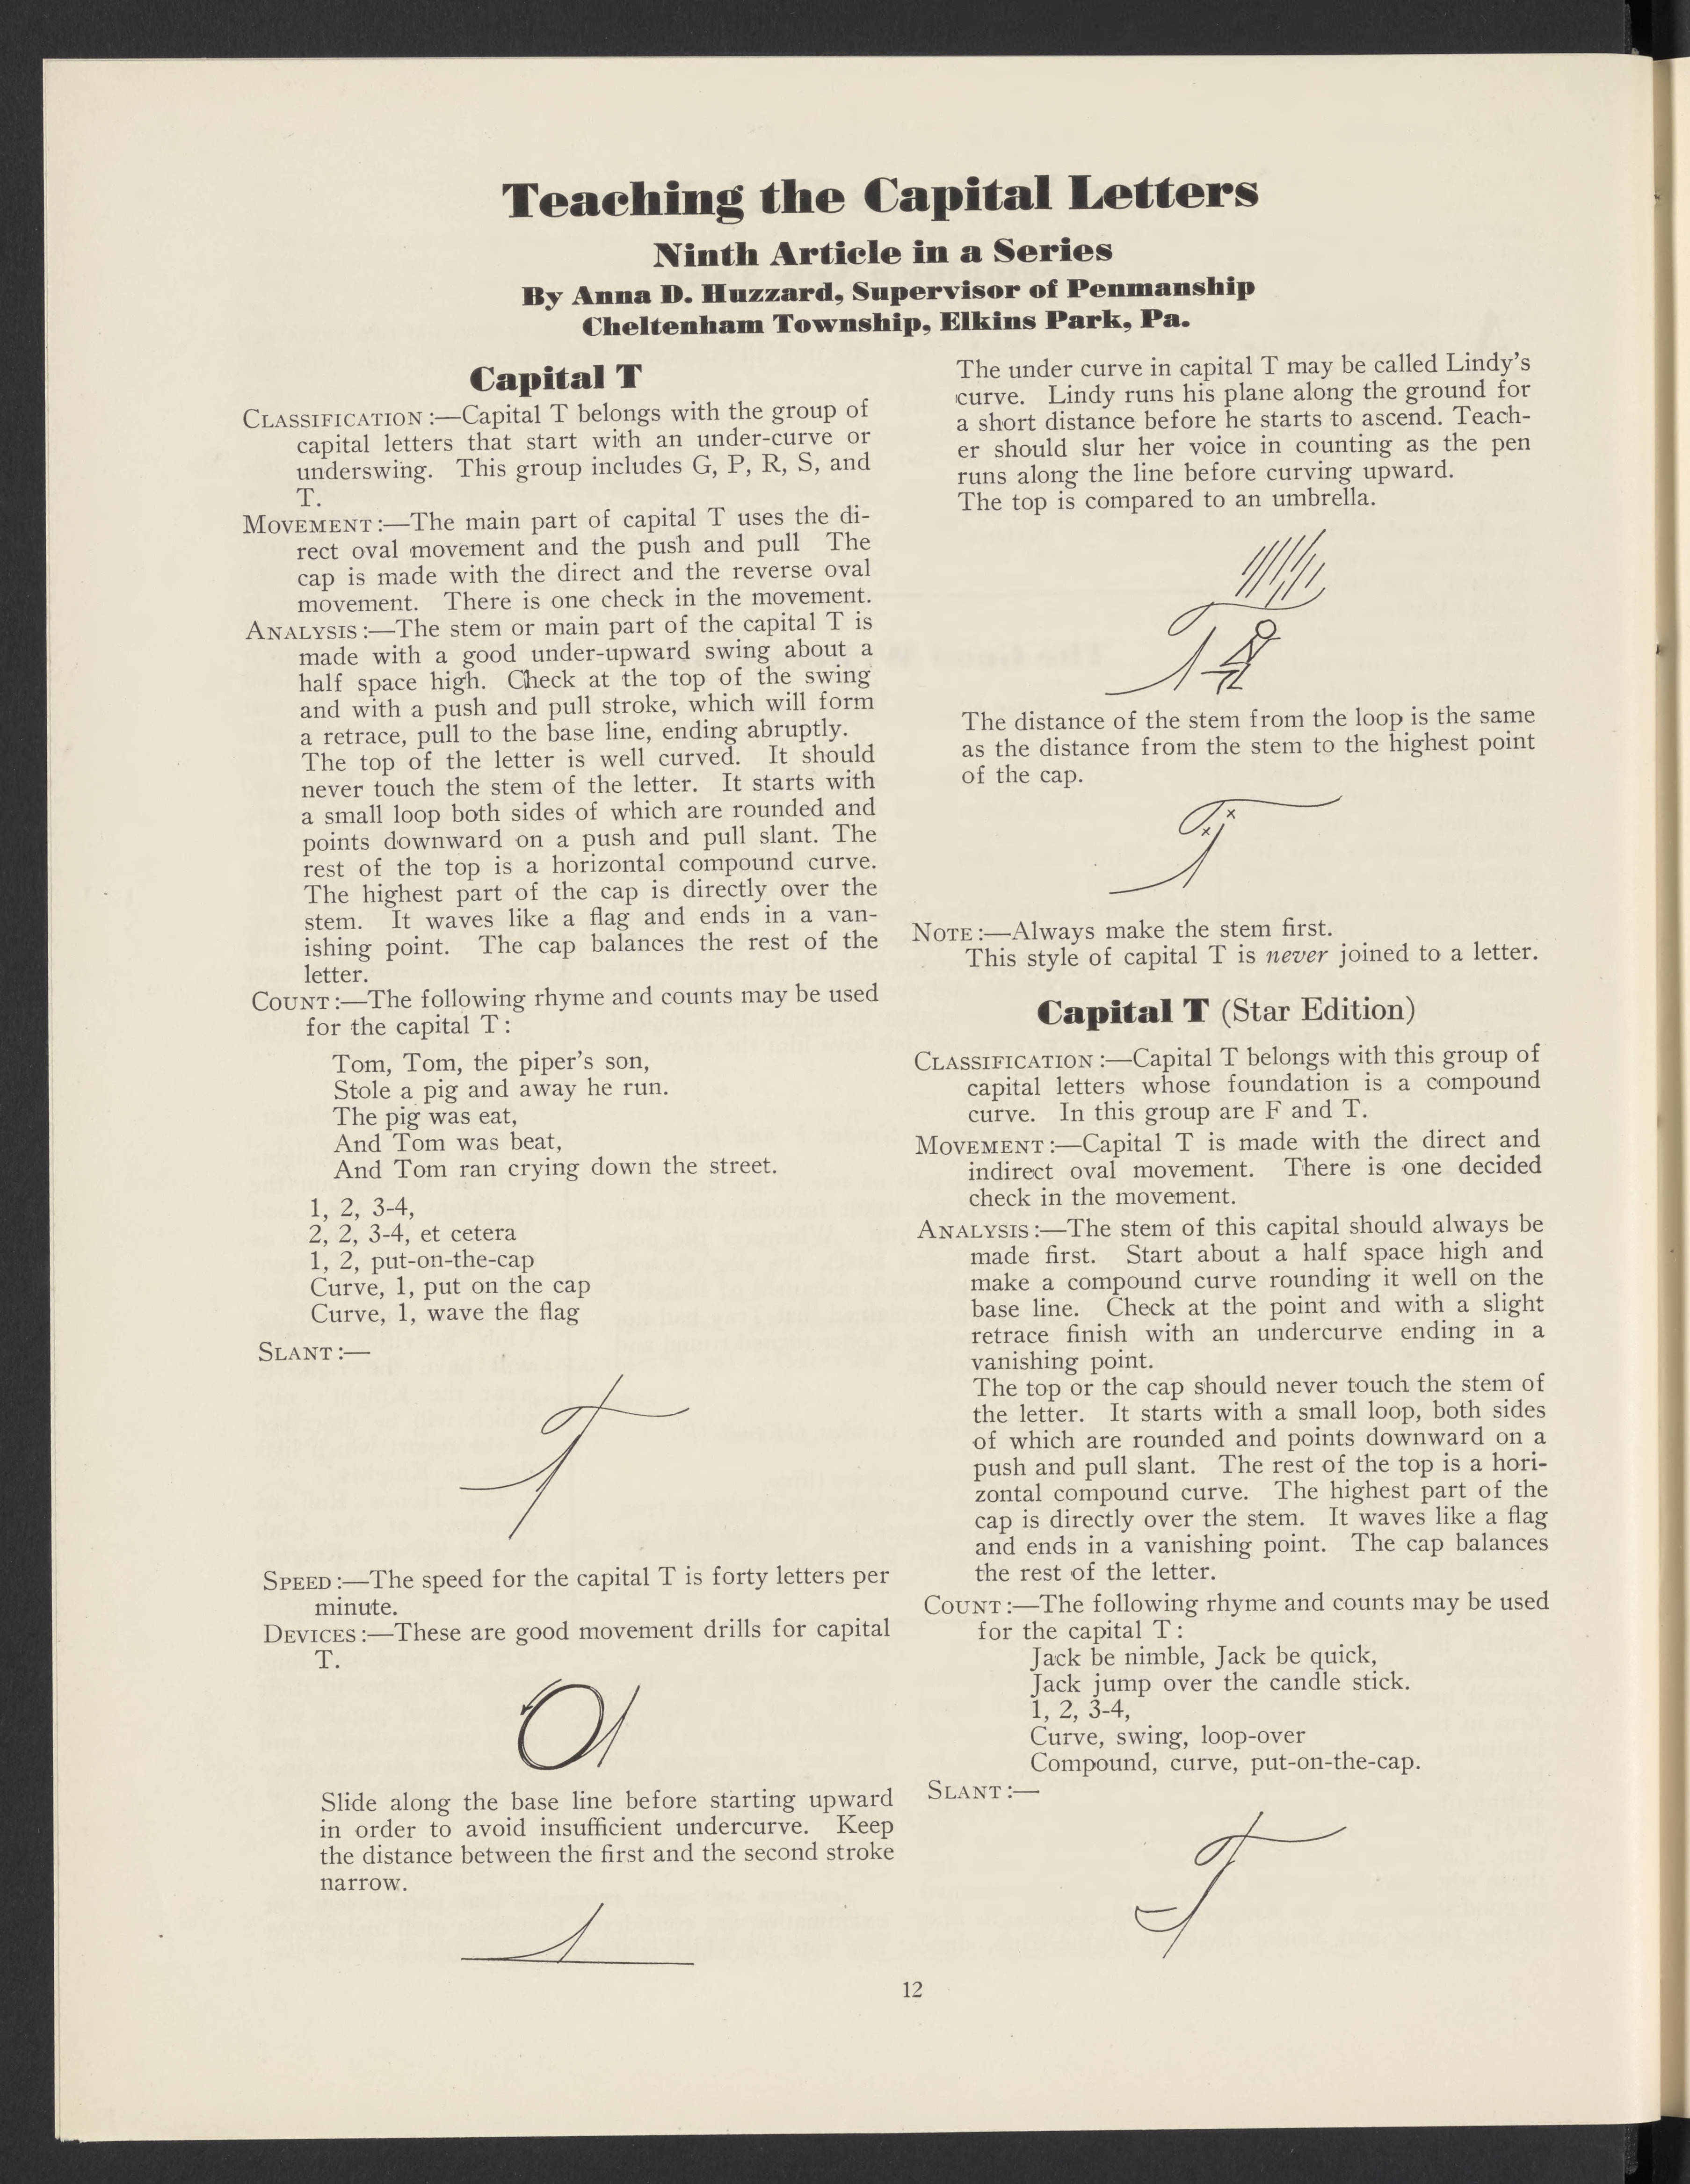 Teaching the Capital Letters
Ninth Article in a Series
By Anna D. Huzzard, Supervisor of Penmanship
Cheltenham Township, Elkins Park, Pa.
Capital T
CLASSIFICATION:—Capital T belongs with the group of
capital letters that start with an under-curve or
underswing. This group includes G, P, R, S, and
T.
MOVEMENT:—The main part of capital T uses the di-
rect oval movement and the push and pull The
cap is made with the direct and the reverse oval
movement. There is one check in the movement.
ANALYSIS:—The stem or main part of the capital T is
made with a good under-upward swing about a
half space high. Check at the top of the swing
and with a push and pull stroke, which will form
a retrace, pull to the base line, ending abruptly.
The top of the letter is well curved. It should
never touch the stem of the letter. It starts with
a small loop both sides of which are rounded and
points downward on a push and pull slant. The
rest of the top is a horizontal compound curve.
The highest part of the cap is directly over the
stem. It waves like a flag and ends in a van-
ishing point. The cap balances the rest of the
letter.
COUNT:—The following rhyme and counts may be used
for the capital T:
Tom, Tom, the piper's son,
Stole a pig and away he run.
The pig was eat,
And Tom was beat,
And Tom ran crying down the street.
1, 2, 3-4,
2, 2, 3-4, et cetera
1, 2, put-on-the-cap
Curve, 1, put on the cap
Curve, 1, wave the flag
SLANT:—
T
SPEED:—The speed for the capital T is forty letters per
minute.
DEVICES:—These are good movement drills for capital
T.
Slide along the base line before starting upward
in order to avoid insufficient undercurve. Keep
the distance between the first and the second stroke
narrow.
The under curve in capital T may be called Lindy's
curve. Lindy runs his plane along the ground for
a short distance before he starts to ascend. Teach-
er should slur her voice in counting as the pen
runs along the line before curving upward.
The top is compared to an umbrella.
T
The distance of the stem from the loop is the same
as the distance from the stem to the highest point
of the cap.
T
NOTE:—Always make the stem first.
This style of capital T is never joined to a letter.
Capital T (Star Edition)
CLASSIFICATION:—Capital T belongs with this group of
capital letters whose foundation is a compound
curve. In this group are F and T.
MOVEMENT:—Capital T is made with the direct and
indirect oval movement. There is one decided
check in the movement.
ANALYSIS:—The stem of this capital should always be
made first. Start about a half space high and
make a compound curve rounding it well on the
base line. Check at the point and with a slight
retrace finish with an undercurve ending in a
vanishing point.
The top or the cap should never touch the stem of
the letter. It starts with a small loop, both sides
of which are rounded and points downward on a
push and pull slant. The rest of the top is a hori-
zontal compound curve. The highest part of the
cap is directly over the stem. It waves like a flag
and ends in a vanishing point. The cap balances
the rest of the letter.
COUNT:—The following rhyme and counts may be used
for the capital T:
Jack be nimble, Jack be quick,
Jack jump over the candle stick.
1, 2, 3-4,
Curve, swing, loop-over
Compound, curve, put-on-the-cap.
SLANT:—
T
12